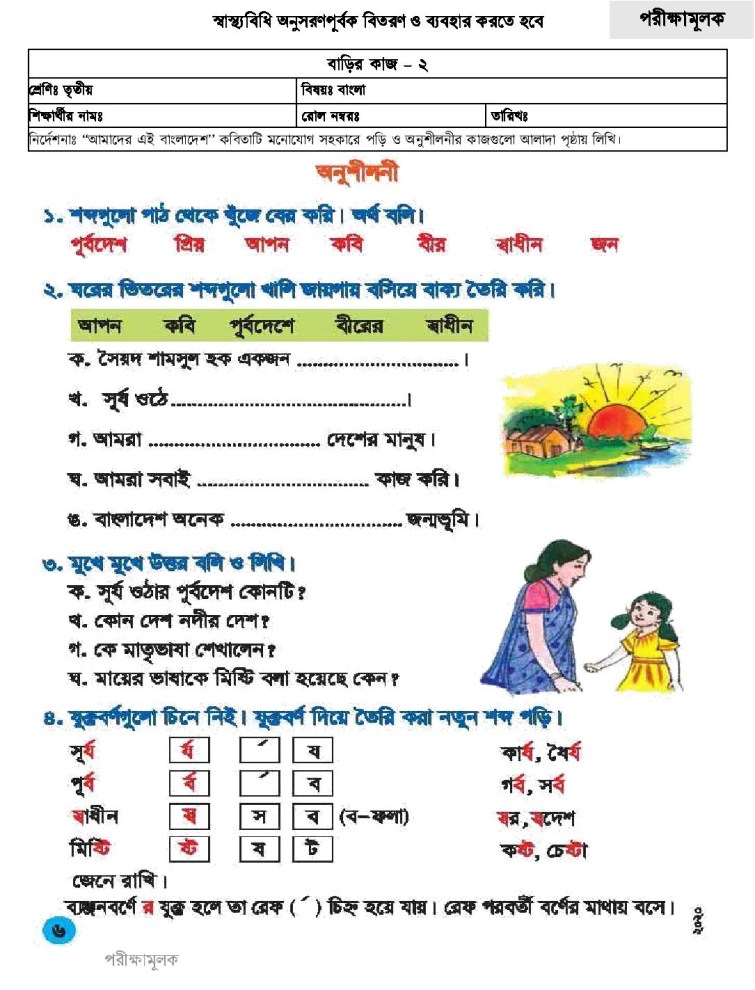 স্বাস্থ্যবিধি অনুসরণপূর্বক বিতরণ ও ব্যবহার করতে হবে
পরীক্ষামূলক
বাড়ির কাজ – ২
শ্রেণিঃ তৃতীয় বিষয়ঃ বাংলা
শিক্ষার্থীর নামঃ রোল নম্বরঃ তারিখঃ
নির্দেশনাঃ “আমাদের এই বাংলাদেশ” কবিতাটি মনোযোগ সহকারে পড়ি ও অনুশীলনীর কাজগুলো আলাদা পৃষ্ঠায় লিখি।
অনুশীলনী
১. শব্দগুলো পাঠ থেকে খুঁজে বের করি। অর্থ বলি।
পূর্বদেশ প্রিয় আপন কবি বীর স্বাধীন জন
২. ঘরের ভিতরের শব্দগুলো খালি জায়গায় বসিয়ে বাক্য তৈরি করি।
আপন কবি পূর্বদেশে বীরের স্বাধীন
ক. সৈয়দ শামসুল হক একজন ................................ ।
খ. সূর্য ওঠে..............................................।
গ. আমরা .................................. দেশের মানুষ।
ঘ. আমরা সবাই .................................. কাজ করি।
ঙ. বাংলাদেশ অনেক .................................. জন্মভূমি।
৩. মুখে মুখে উত্তর বলি ও লিখি।
ক. সূর্য ওঠার পূর্বদেশ কোনটি?
খ. কোন দেশ নদীর দেশ?
গ. কে মাতৃভাষা শেখালেন?
ঘ. মায়ের ভাষাকে মিষ্টি বলা হয়েছে কেন?
৪. যুক্তবর্ণগুলো চিনে নিই। যুক্তবর্ণ দিয়ে তৈরি করা নতুন শব্দ পড়ি।
সূর্য র্য ´ য কার্য, ধৈর্য
পূর্ব র্ব ´ ব গর্ব, সর্ব
স্বাধীন স্ব স ব (ব-ফলা) স্বর, স্বদেশ
মিষ্টি ষ্ট ষ ট কষ্ট, চেষ্টা
জেনে রাখি।
ব্যঞ্জনবর্ণে র যুক্ত হলে তা রেফ ( ´ ) চিহ্ন হয়ে যায়। রেফ পরবর্তী বর্ণের মাথায় বসে।
২০২০
৬
পরীক্ষামূলক